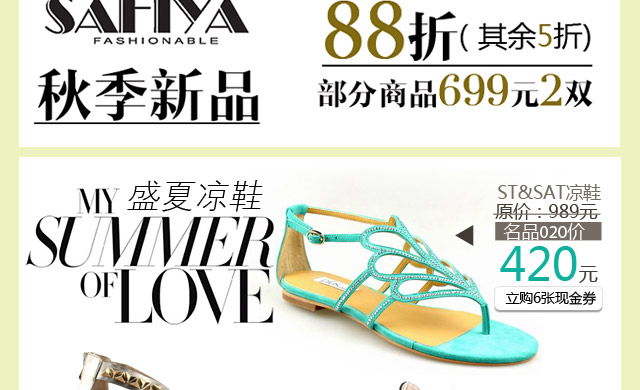 SAFIYA
FASHIONABLE
秋季新品
88折( 其余5折)
部分商品699元2双
盛夏凉鞋
MY
SUMMER
OF LOVE
ST&SAT凉鞋
原价：989元
名品020价
420元
立购6张现金券